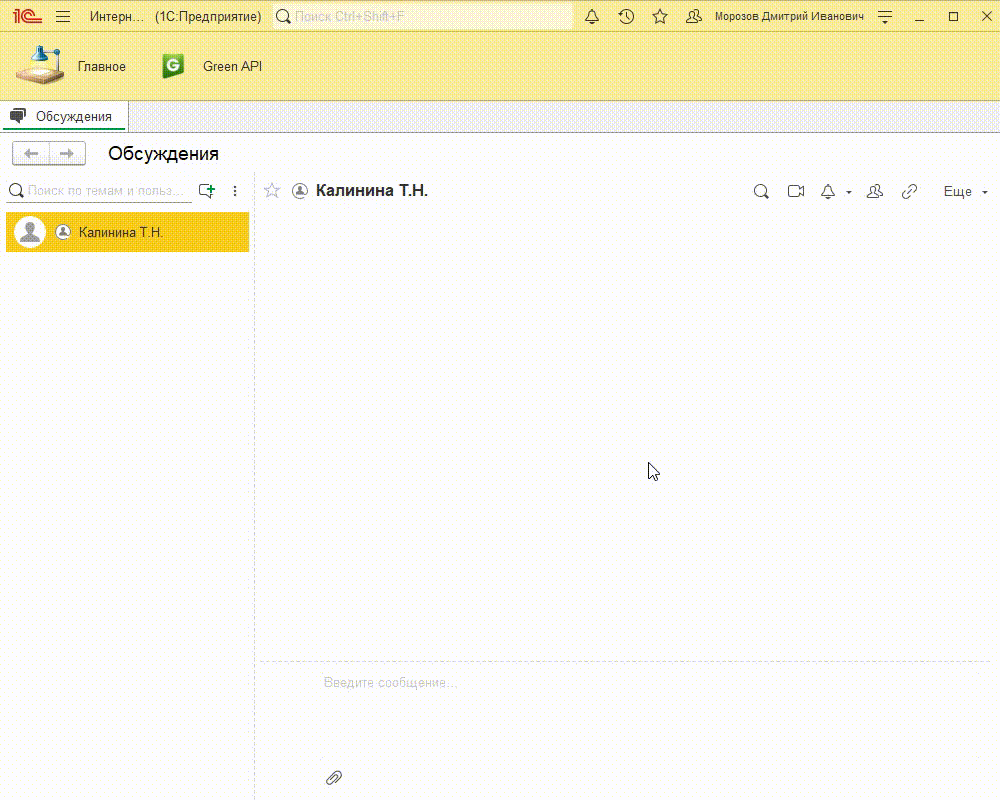 1С Интерн... (1С:Предприятие) Поиск Ctrl+Shift+F Морозов Дмитрий Иванович
Главное G Green API
Обсуждения
Обсуждения
Поиск по темам и польз... Калинина Т.Н. Еще
Калинина Т.Н.
Введите сообщение...